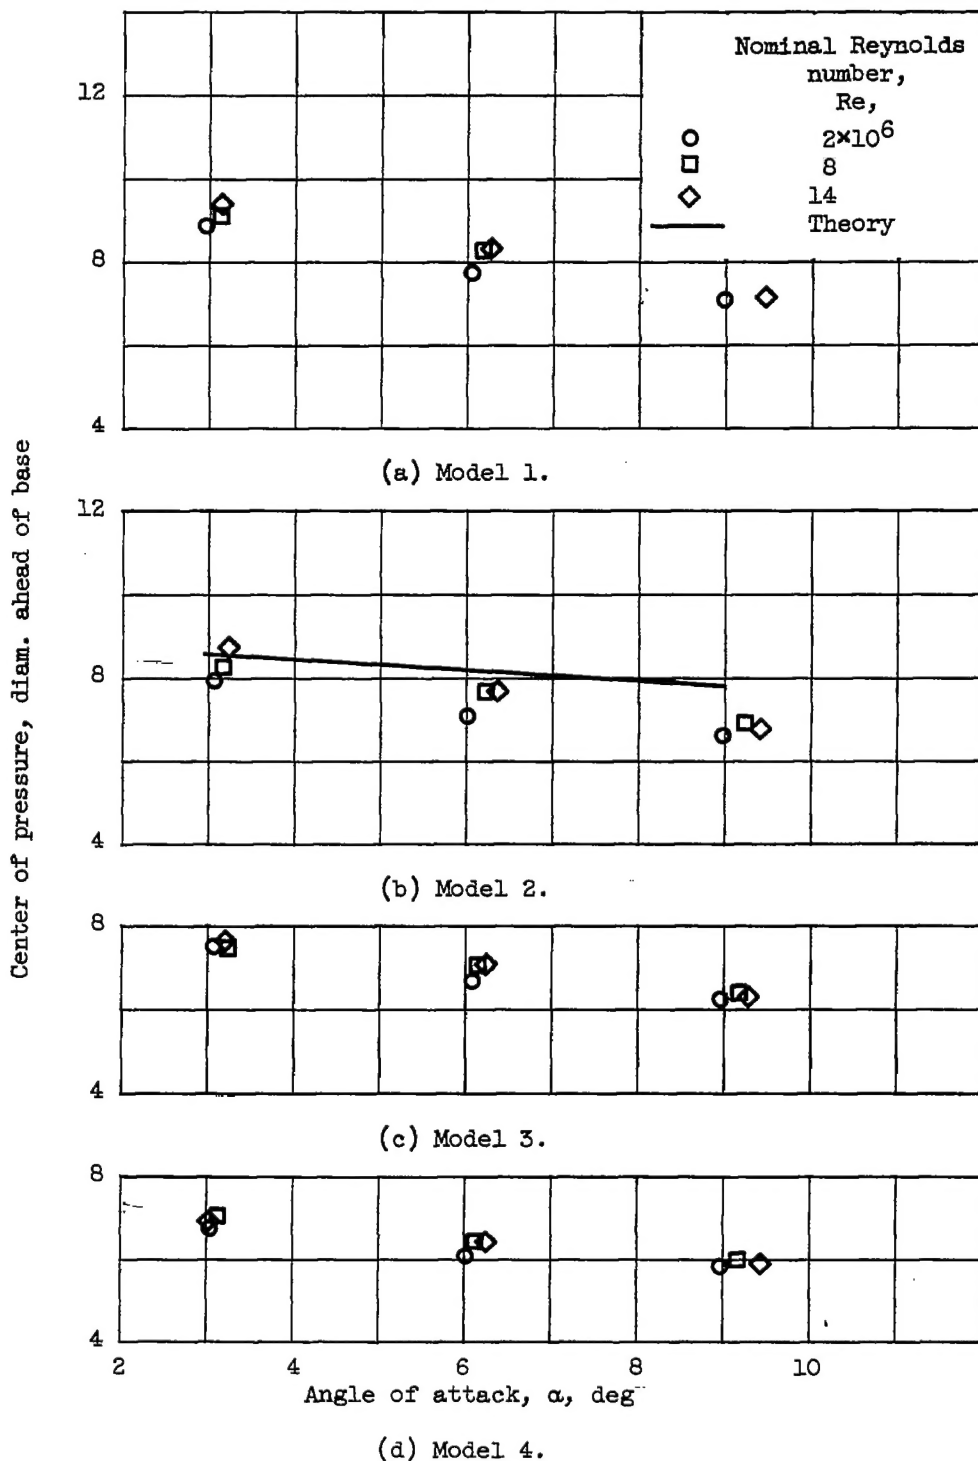 Nominal Reynolds
number,
Re,
2×10⁶
8
14
Theory
12
8
4
(a) Model 1.
Center of pressure, diam. ahead of base
12
8
4
(b) Model 2.
8
4
(c) Model 3.
8
4
2 4 6 8 10
Angle of attack, α, deg
(d) Model 4.